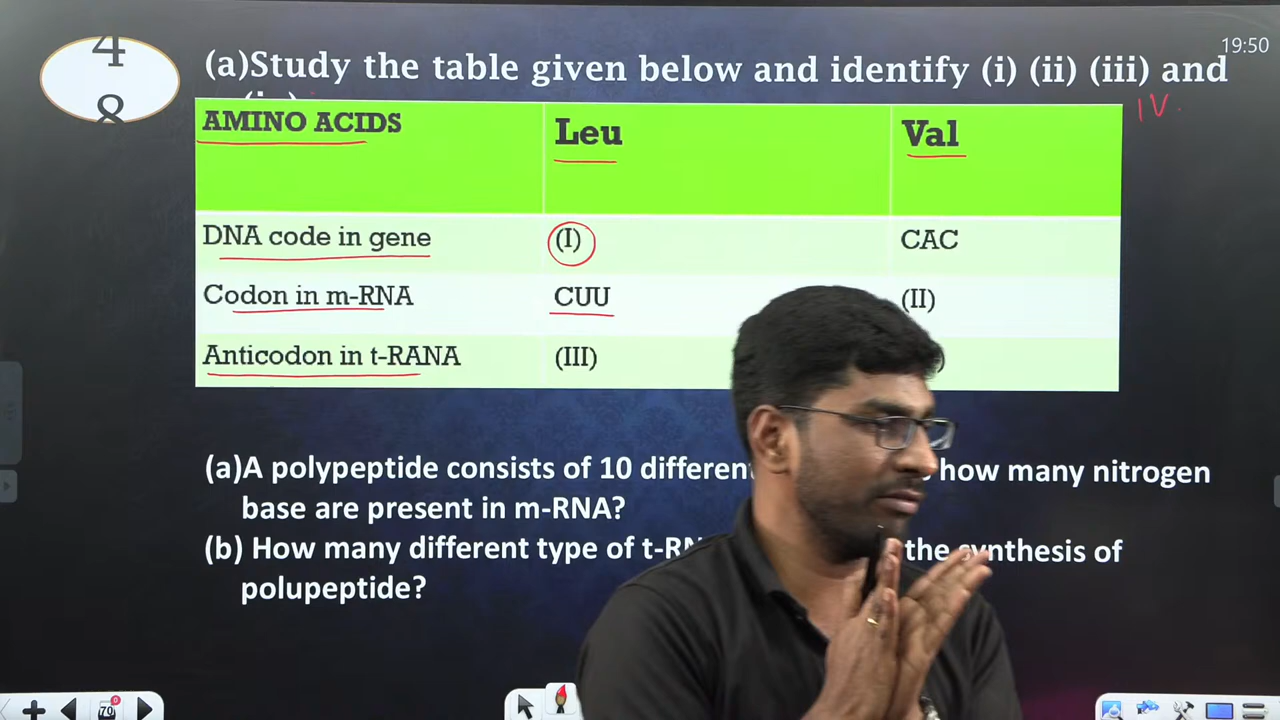 19:50
4
8
(a)Study the table given below and identify (i) (ii) (iii) and
IV.
AMINO ACIDS Leu Val
DNA code in gene (I) CAC
Codon in m-RNA CUU (II)
Anticodon in t-RANA (III)
(a)A polypeptide consists of 10 how many nitrogen
base are present in m-RNA?
(b) How many different type of the synthesis of
polupeptide?
70